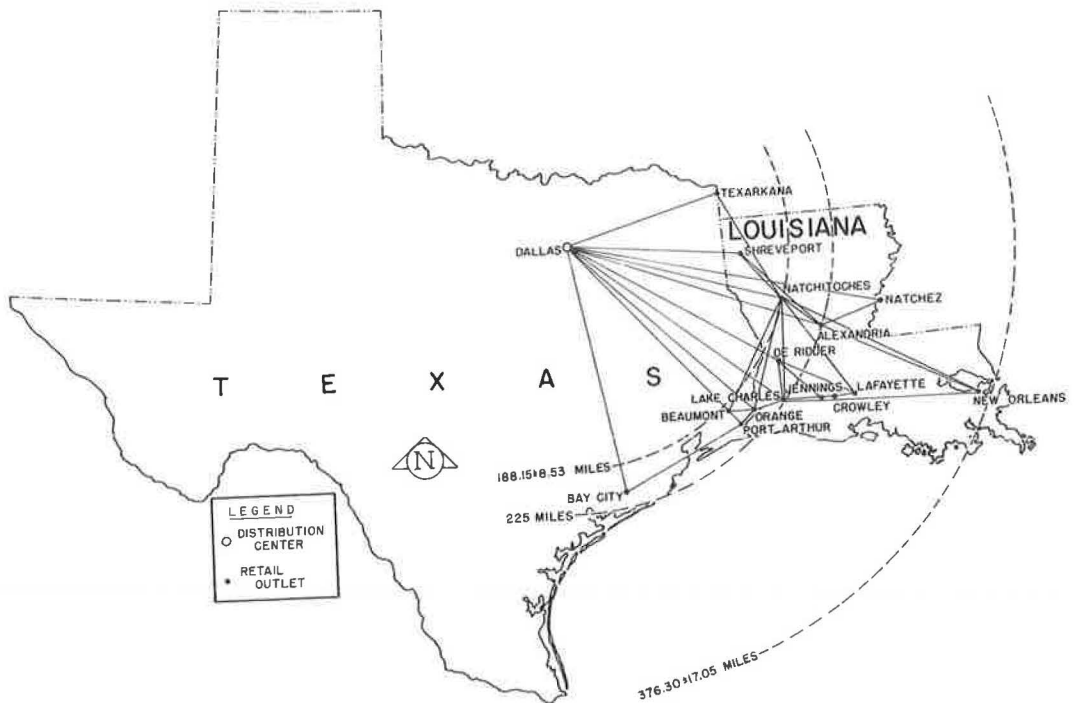 TEXARKANA
LOUISIANA
SHREVEPORT
DALLAS
NATCHITOCHES
NATCHEZ
ALEXANDRIA
DE RIDDER
T E X A S
LAKE CHARLES
JENNINGS
LAFAYETTE
BEAUMONT
ORANGE
CROWLEY
NEW ORLEANS
PORT ARTHUR
N
188.15±8.53 MILES
BAY CITY
225 MILES
LEGEND
DISTRIBUTION
CENTER
RETAIL
OUTLET
376.30±17.05 MILES